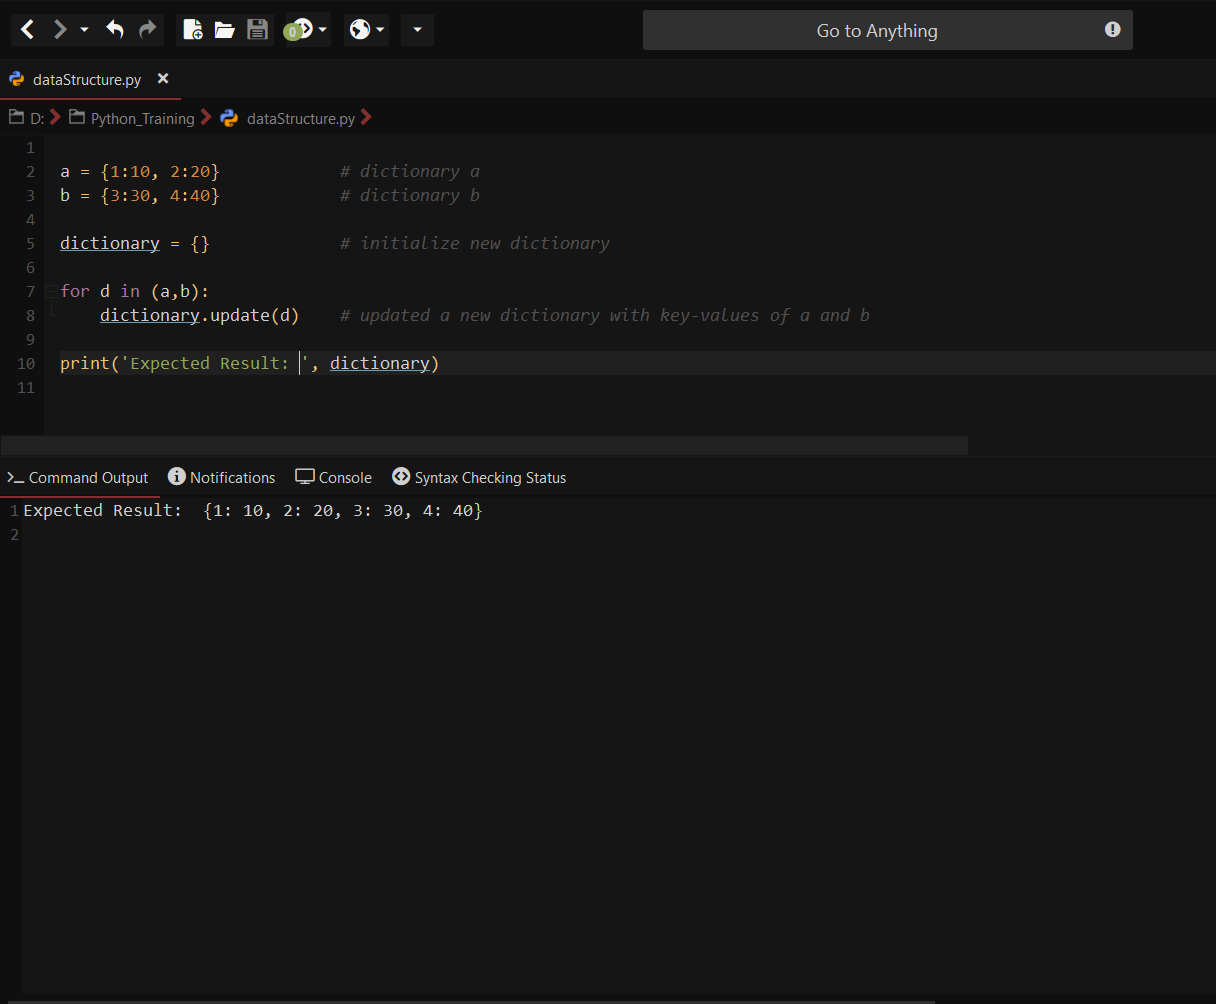 0
Go to Anything
dataStructure.py
D: Python_Training dataStructure.py
1
2 a = {1:10, 2:20} # dictionary a
3 b = {3:30, 4:40} # dictionary b
4
5 dictionary = {} # initialize new dictionary
6
7 for d in (a,b):
8 dictionary.update(d) # updated a new dictionary with key-values of a and b
9
10 print('Expected Result: ', dictionary)
11
Command Output Notifications Console Syntax Checking Status
1 Expected Result:  {1: 10, 2: 20, 3: 30, 4: 40}
2